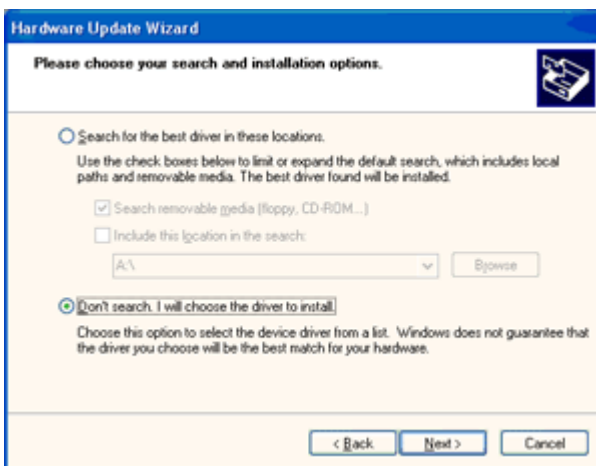 Hardware Update Wizard
Please choose your search and installation options.
Search for the best driver in these locations.
Use the check boxes below to limit or expand the default search, which includes local
paths and removable media. The best driver found will be installed.
Search removable media (floppy, CD-ROM...)
Include this location in the search:
A:\
Browse
Don't search. I will choose the driver to install.
Choose this option to select the device driver from a list. Windows does not guarantee that
the driver you choose will be the best match for your hardware.
< Back
Next >
Cancel